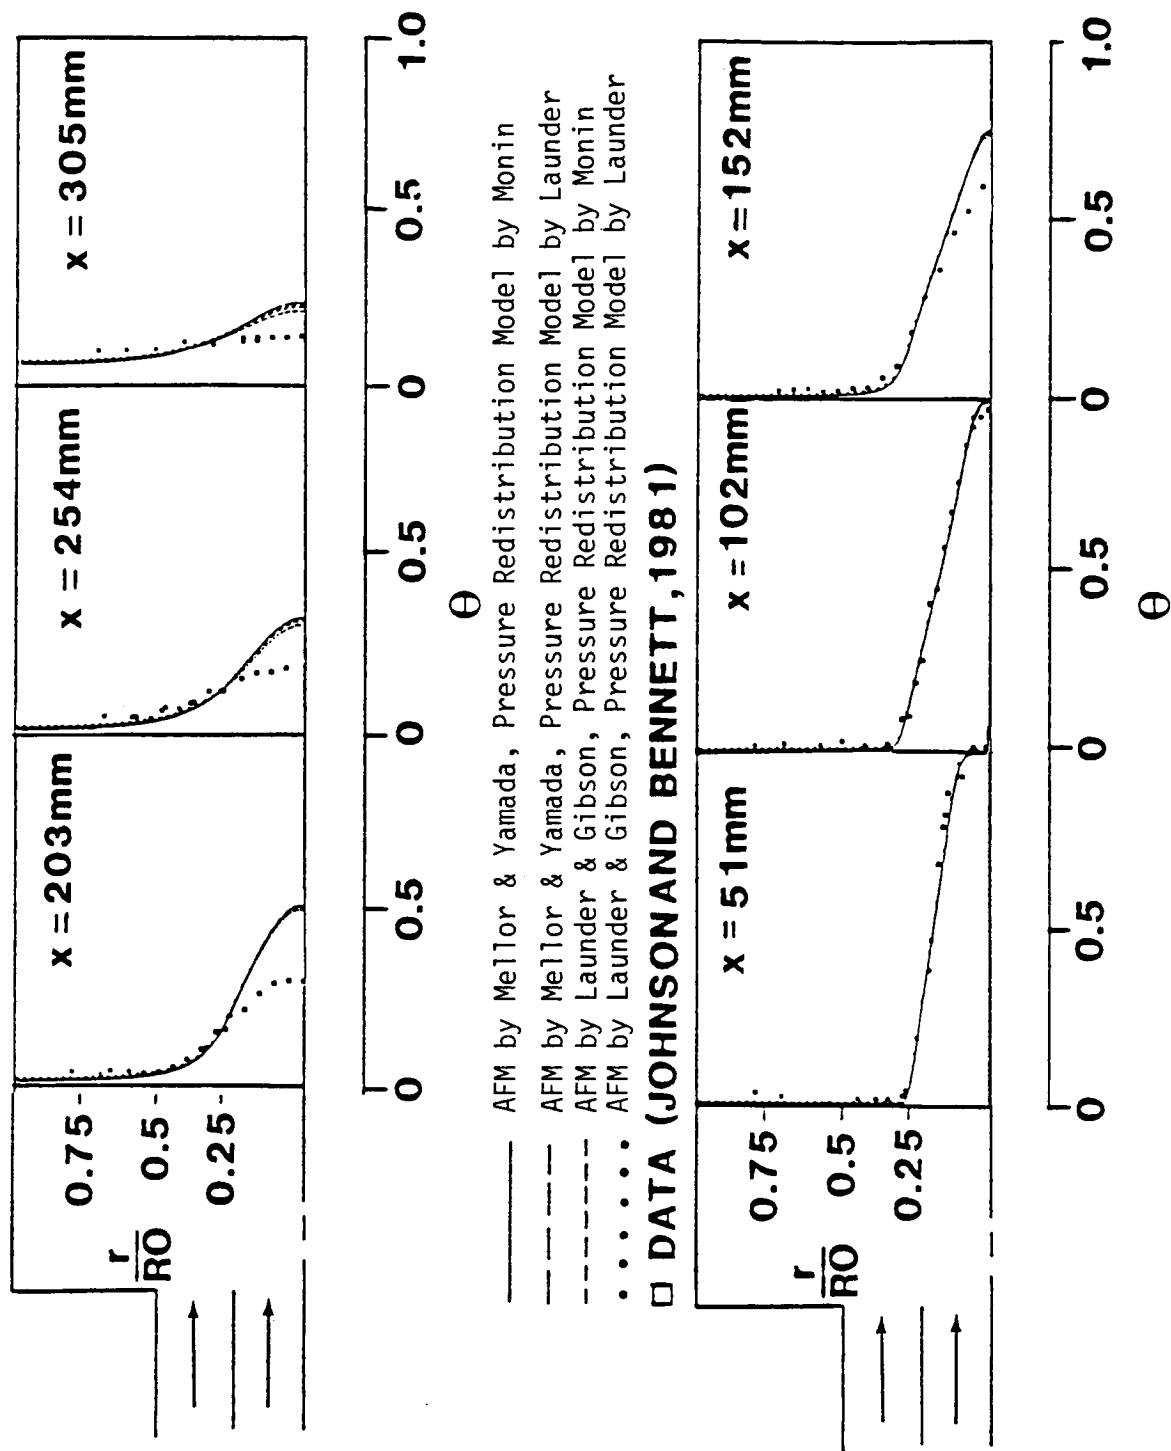 x = 203mm
x = 254mm
x = 305mm
r
RO
0.75
0.5
0.25
0
0.5
0
0.5
0
0.5
1.0
Θ
AFM by Mellor & Yamada, Pressure Redistribution Model by Monin
AFM by Mellor & Yamada, Pressure Redistribution Model by Launder
AFM by Launder & Gibson, Pressure Redistribution Model by Monin
AFM by Launder & Gibson, Pressure Redistribution Model by Launder
DATA (JOHNSON AND BENNETT, 1981)
x = 51mm
x = 102mm
x = 152mm
r
RO
0.75
0.5
0.25
0
0.5
0
0.5
0
0.5
1.0
Θ